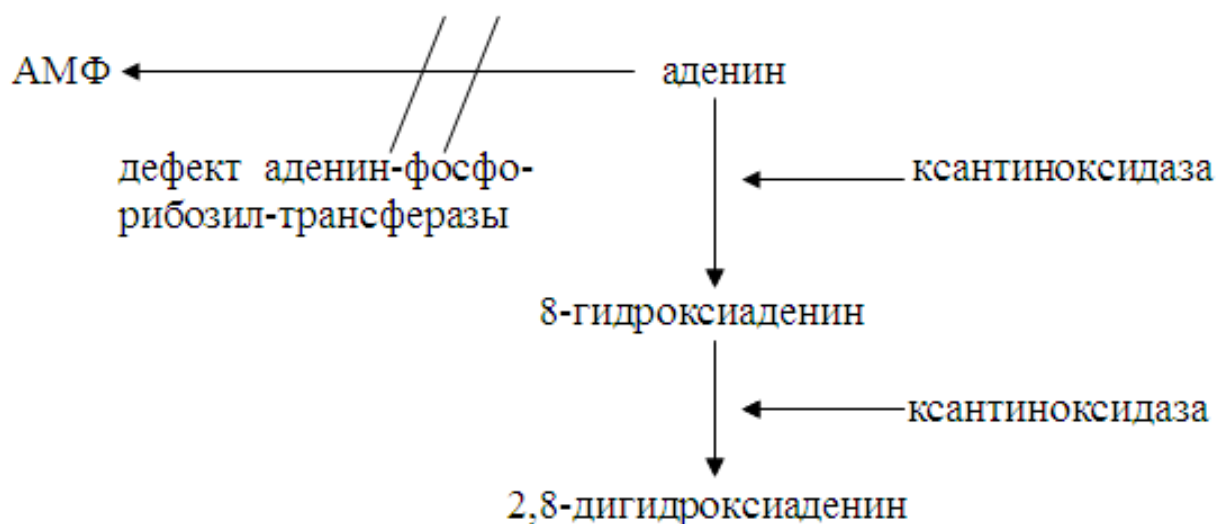 АМФ
аденин
дефект аденин-фосфо-
рибозил-трансферазы
ксантиноксидаза
8-гидроксиаденин
ксантиноксидаза
2,8-дигидроксиаденин